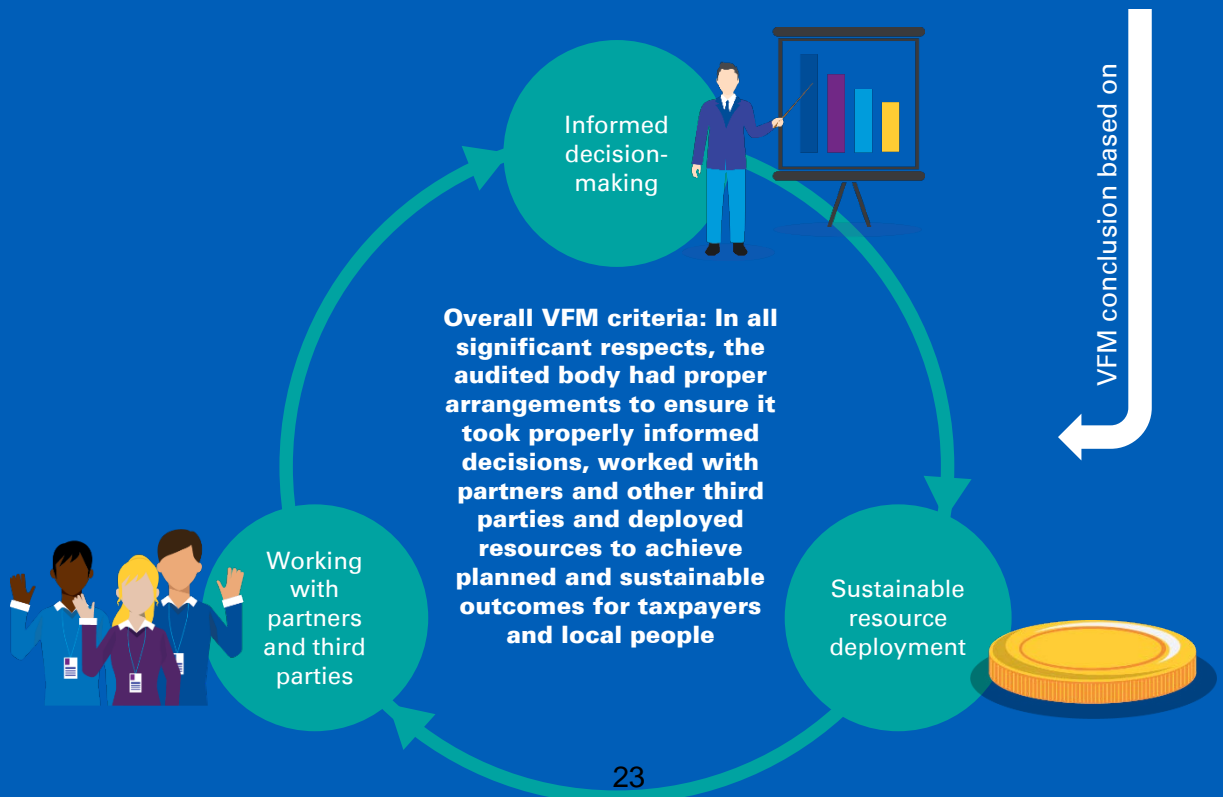 Informed
decision-
making
VFM conclusion based on
Overall VFM criteria: In all
significant respects, the
audited body had proper
arrangements to ensure it
took properly informed
decisions, worked with
partners and other third
parties and deployed
resources to achieve
planned and sustainable
outcomes for taxpayers
and local people
Working
with
partners
and third
parties
Sustainable
resource
deployment
23